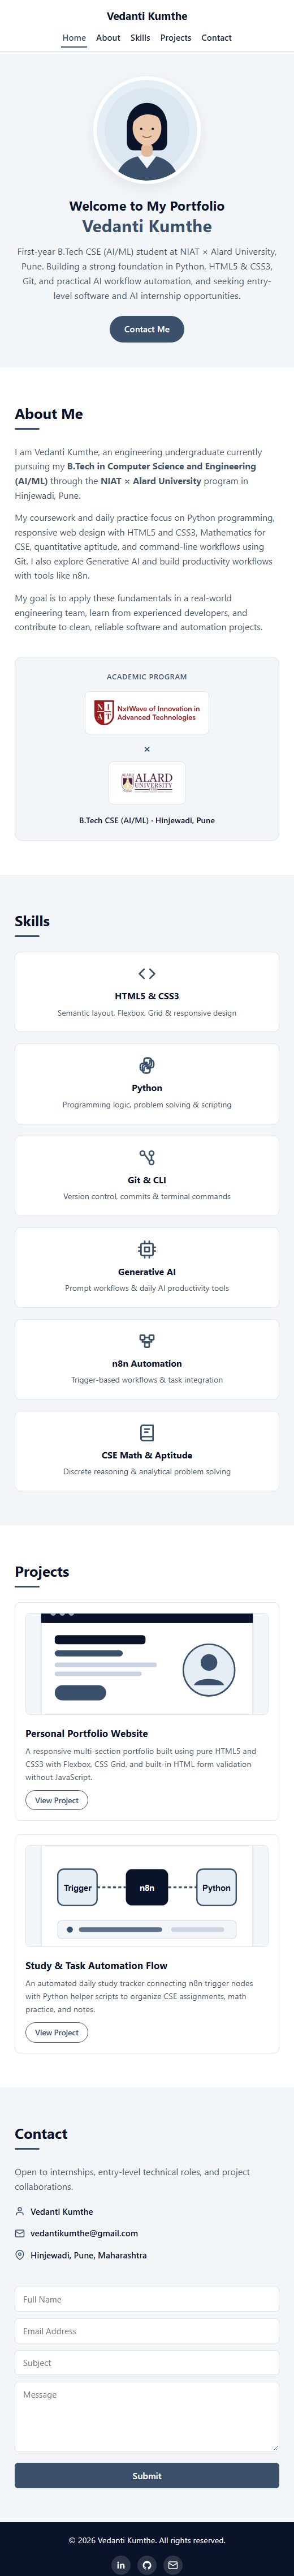 Vedanti Kumthe
Home About Skills Projects Contact
Welcome to My Portfolio
Vedanti Kumthe
First-year B.Tech CSE (AI/ML) student at NIAT × Alard University,
Pune. Building a strong foundation in Python, HTML5 & CSS3,
Git, and practical AI workflow automation, and seeking entry-
level software and AI internship opportunities.
Contact Me
About Me
I am Vedanti Kumthe, an engineering undergraduate currently
pursuing my B.Tech in Computer Science and Engineering
(AI/ML) through the NIAT × Alard University program in
Hinjewadi, Pune.
My coursework and daily practice focus on Python programming,
responsive web design with HTML5 and CSS3, Mathematics for
CSE, quantitative aptitude, and command-line workflows using
Git. I also explore Generative AI and build productivity workflows
with tools like n8n.
My goal is to apply these fundamentals in a real-world
engineering team, learn from experienced developers, and
contribute to clean, reliable software and automation projects.
ACADEMIC PROGRAM
NIAT
NxtWave of Innovation in
Advanced Technologies
×
ALARD
UNIVERSITY
B.Tech CSE (AI/ML) · Hinjewadi, Pune
Skills
HTML5 & CSS3
Semantic layout, Flexbox, Grid & responsive design
Python
Programming logic, problem solving & scripting
Git & CLI
Version control, commits & terminal commands
Generative AI
Prompt workflows & daily AI productivity tools
n8n Automation
Trigger-based workflows & task integration
CSE Math & Aptitude
Discrete reasoning & analytical problem solving
Projects
Personal Portfolio Website
A responsive multi-section portfolio built using pure HTML5 and
CSS3 with Flexbox, CSS Grid, and built-in HTML form validation
without JavaScript.
View Project
Trigger n8n Python
Study & Task Automation Flow
An automated daily study tracker connecting n8n trigger nodes
with Python helper scripts to organize CSE assignments, math
practice, and notes.
View Project
Contact
Open to internships, entry-level technical roles, and project
collaborations.
Vedanti Kumthe
vedantikumthe@gmail.com
Hinjewadi, Pune, Maharashtra
Full Name
Email Address
Subject
Message
Submit
© 2026 Vedanti Kumthe. All rights reserved.
in